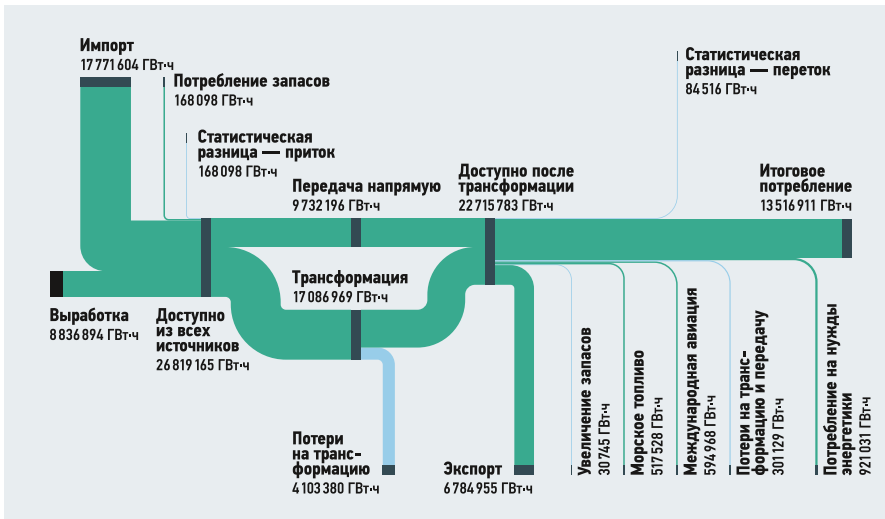 Импорт
17 771 604 ГВт·ч
Потребление запасов
168 098 ГВт·ч
Статистическая
разница — приток
168 098 ГВт·ч
Статистическая
разница — переток
84 516 ГВт·ч
Передача напрямую
9 732 196 ГВт·ч
Доступно после
трансформации
22 715 783 ГВт·ч
Итоговое
потребление
13 516 911 ГВт·ч
Трансформация
17 086 969 ГВт·ч
Выработка
8 836 894 ГВт·ч
Доступно
из всех
источников
26 819 165 ГВт·ч
Потери
на транс-
формацию
4 103 380 ГВт·ч
Экспорт
6 784 955 ГВт·ч
Увеличение запасов
30 745 ГВт·ч
Морское топливо
517 528 ГВт·ч
Международная авиация
594 968 ГВт·ч
Потери на транс-
формацию и передачу
301 129 ГВт·ч
Потребление на нужды
энергетики
921 031 ГВт·ч